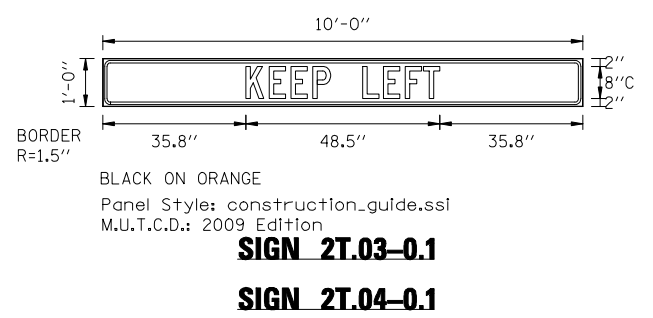 10'-0"
1'-0"
KEEP LEFT
2"
8"C
2"
BORDER
R=1.5"
35.8"
48.5"
35.8"
BLACK ON ORANGE
Panel Style: construction_guide.ssi
M.U.T.C.D.: 2009 Edition
SIGN 2T.03–0.1
SIGN 2T.04–0.1